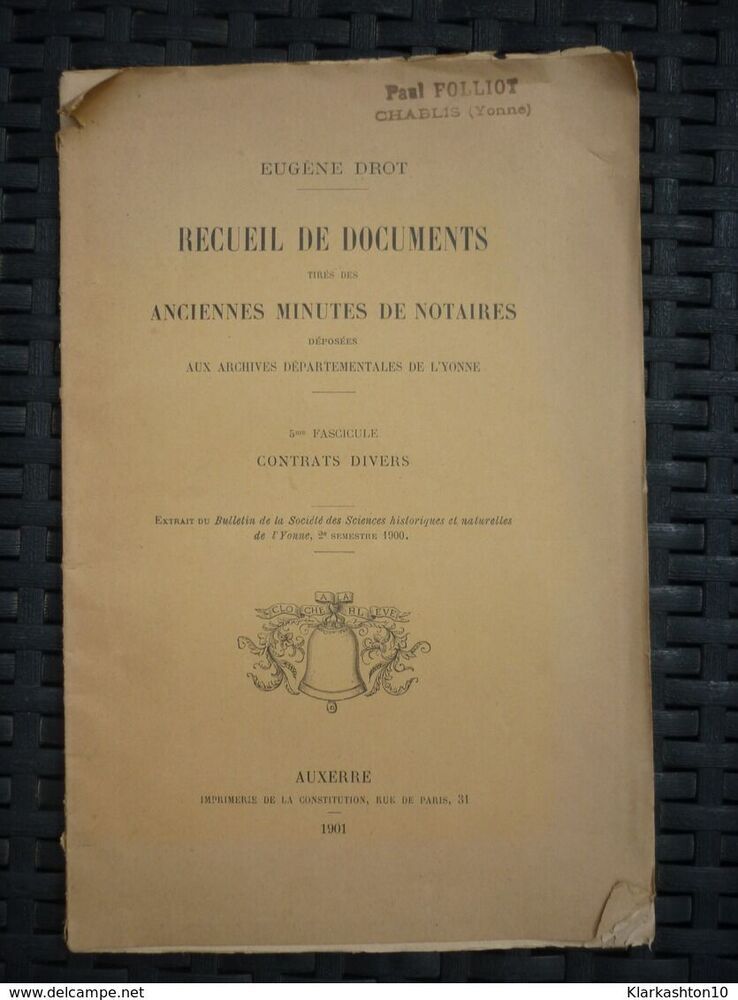 Paul FOLLIOT
CHABLIS (Yonne)
EUGÈNE DROT
RECUEIL DE DOCUMENTS
TIRÉS DES
ANCIENNES MINUTES DE NOTAIRES
DÉPOSÉES
AUX ARCHIVES DÉPARTEMENTALES DE L'YONNE
5me FASCICULE
CONTRATS DIVERS
EXTRAIT DU Bulletin de la Société des Sciences historiques et naturelles
de l'Yonne, 2e SEMESTRE 1900.
A LA
CLOCHE HLEVE
AUXERRE
IMPRIMERIE DE LA CONSTITUTION, RUE DE PARIS, 31
1901
www.delcampe.net
Klarkashton10